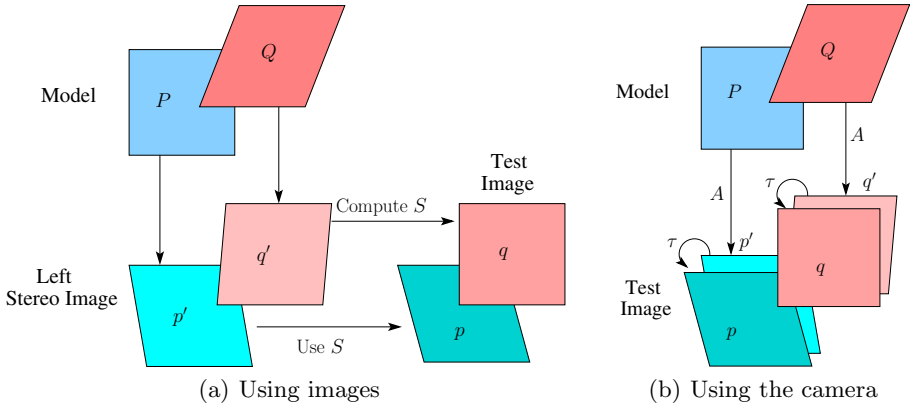 Q
P
Model
Test
Image
Compute S
q′
q
Left
Stereo Image
p′
p
Use S
(a) Using images
Q
P
Model
A
A
τ
q′
τ
p′
q
Test
Image
p
(b) Using the camera